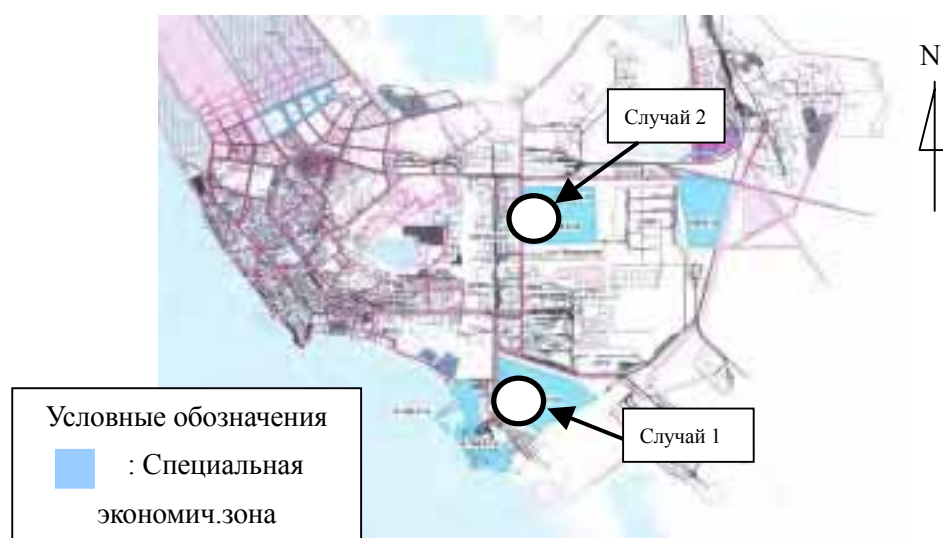 N
Случай 2
Случай 1
Условные обозначения
: Специальная
экономич.зона